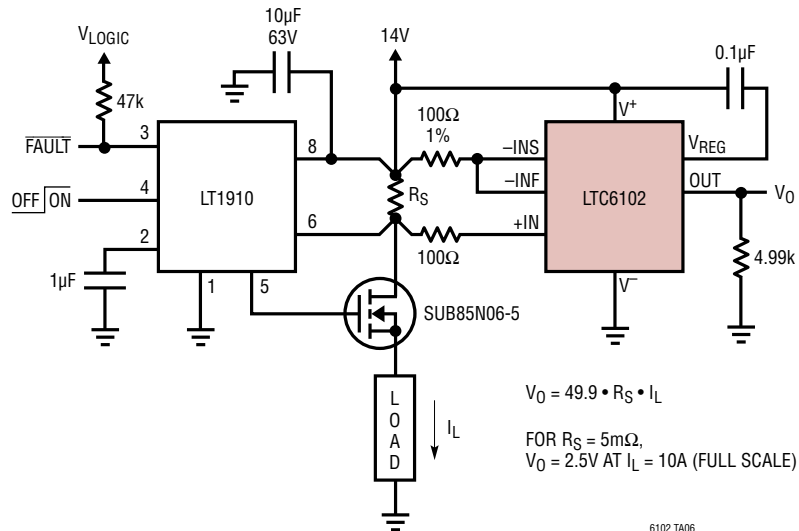 10µF
63V
VLOGIC
14V
0.1µF
47k
100Ω
1%
V+
3
8
–INS
VREG
FAULT
–INF
OUT
VO
4
LT1910
RS
LTC6102
OFF ON
2
6
+IN
4.99k
1µF
100Ω
1
5
V–
SUB85N06-5
LOAD
IL
VO = 49.9 • RS • IL
FOR RS = 5mΩ,
VO = 2.5V AT IL = 10A (FULL SCALE)
6102 TA06